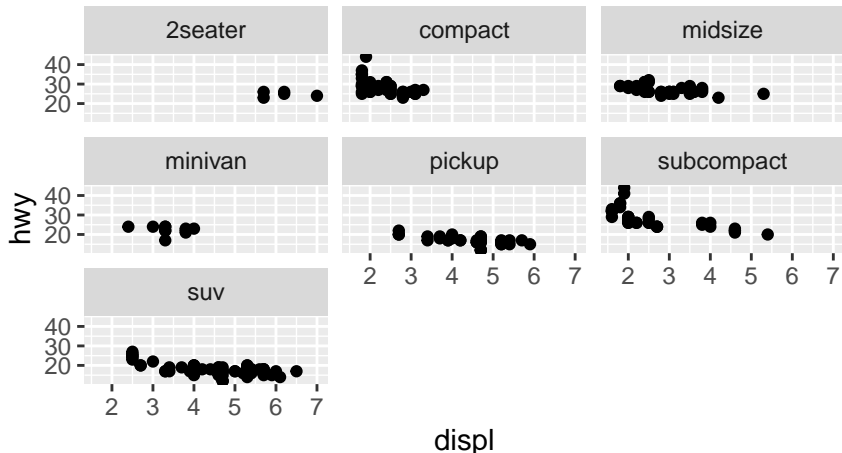 2seater compact midsize
40
30
20
minivan pickup subcompact
hwy
40
30
20
2 3 4 5 6 7 2 3 4 5 6 7
suv
40
30
20
2 3 4 5 6 7
displ